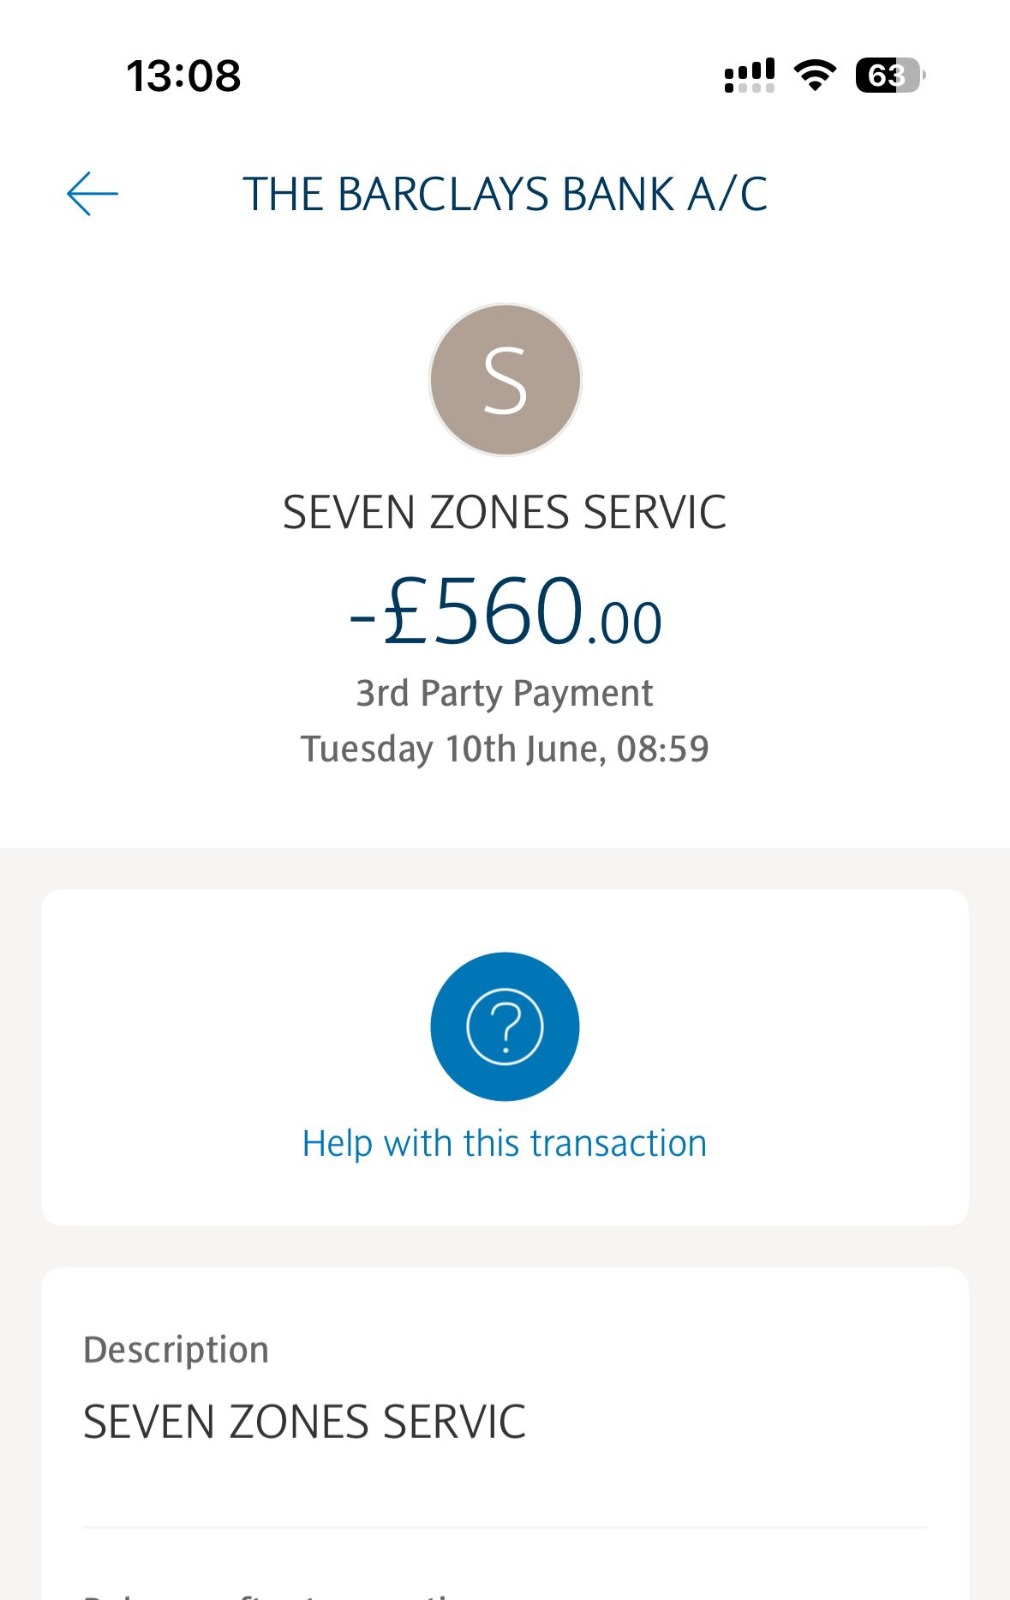 13:08
63
THE BARCLAYS BANK A/C
S
SEVEN ZONES SERVIC
-£560.00
3rd Party Payment
Tuesday 10th June, 08:59
?
Help with this transaction
Description
SEVEN ZONES SERVIC